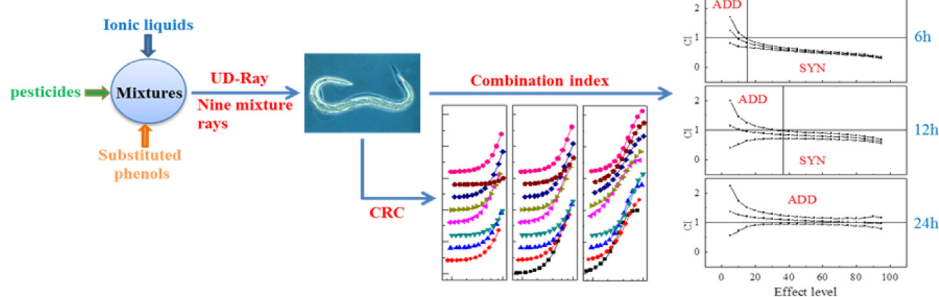 Ionic liquids
pesticides
Mixtures
Substituted
phenols
UD-Ray
Nine mixture
rays
CRC
Combination index
2
1
0
CI
ADD
SYN
6h
2
1
0
CI
ADD
SYN
12h
2
1
0
CI
ADD
24h
0 20 40 60 80 100
Effect level